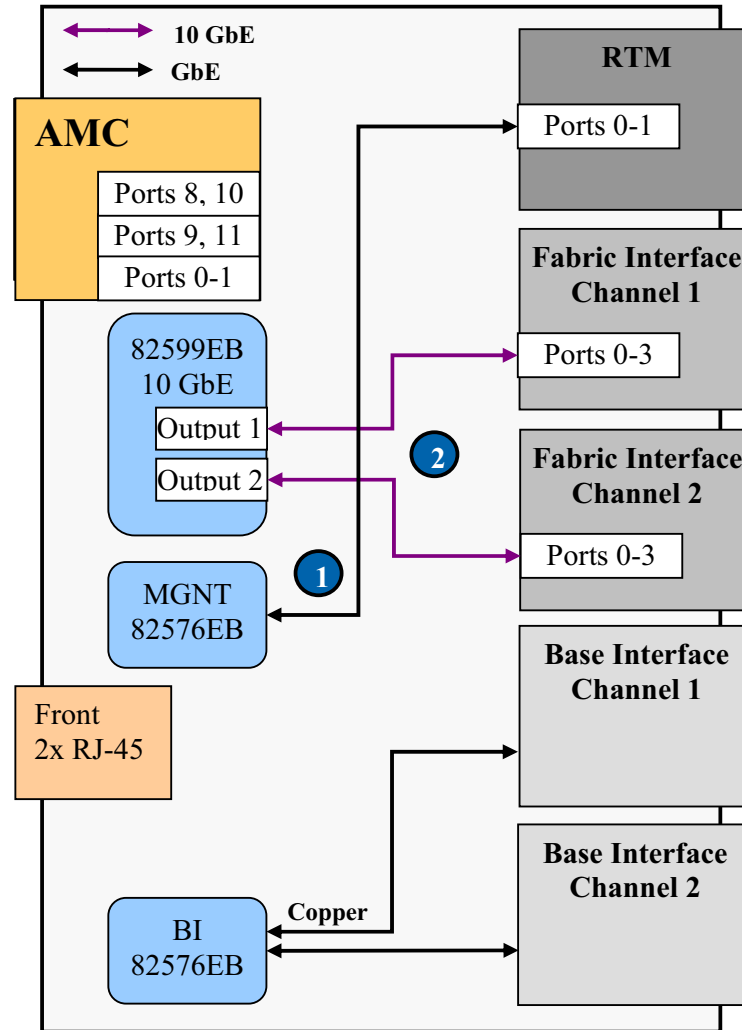 10 GbE
GbE
RTM
Ports 0-1
AMC
Ports 8, 10
Ports 9, 11
Ports 0-1
Fabric Interface
Channel 1
Ports 0-3
82599EB
10 GbE
Output 1
Output 2
2
Fabric Interface
Channel 2
Ports 0-3
1
MGNT
82576EB
Base Interface
Channel 1
Front
2x RJ-45
Base Interface
Channel 2
Copper
BI
82576EB